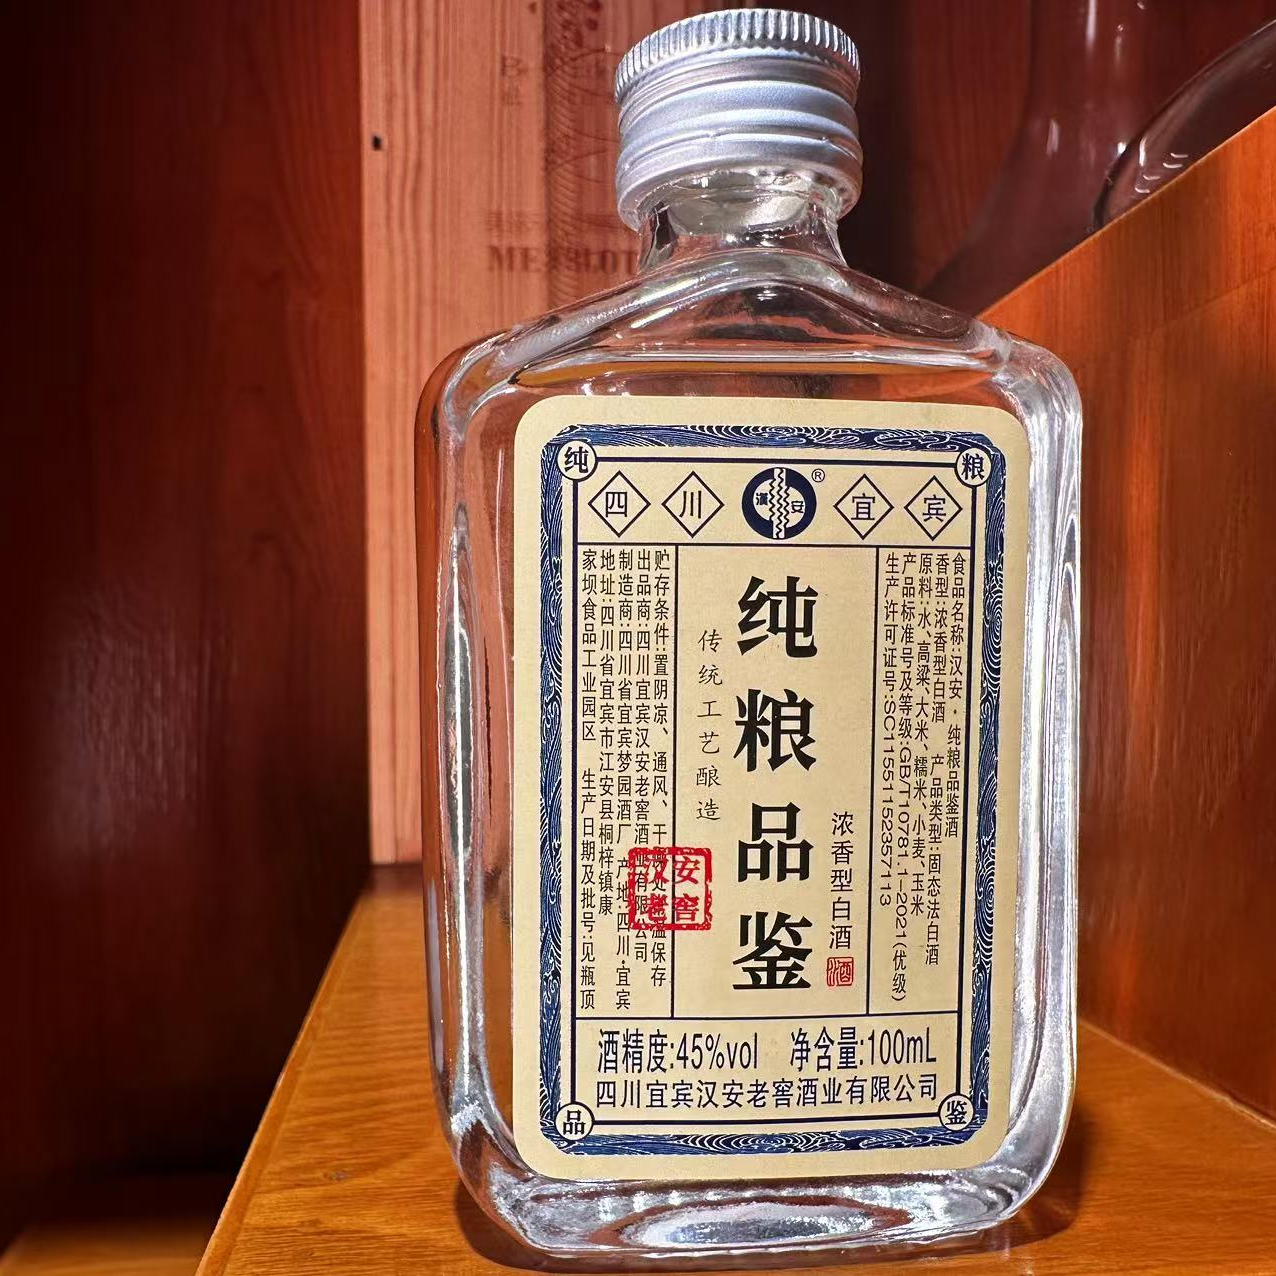 纯
粮
四川 漢安® 宜宾
食品名称:汉安·纯粮品鉴酒
香型:浓香型白酒 产品类型:固态法白酒
原料:水、高粱、大米、糯米、小麦、玉米
产品标准号及等级:GB/T10781.1-2021(优级)
生产许可证号:SC11551152357113
纯粮品鉴
浓香型白酒
酒
传统工艺酿造
贮存条件:置阴凉、通风、干燥处常温保存
出品商:四川宜宾汉安老窖酒业有限公司
制造商:四川省宜宾梦园酒厂 产地:四川·宜宾
地址:四川省宜宾市江安县桐梓镇康
家坝食品工业园区 生产日期及批号:见瓶顶
汉安
老窖
酒精度:45%vol 净含量:100mL
四川宜宾汉安老窖酒业有限公司
品
鉴